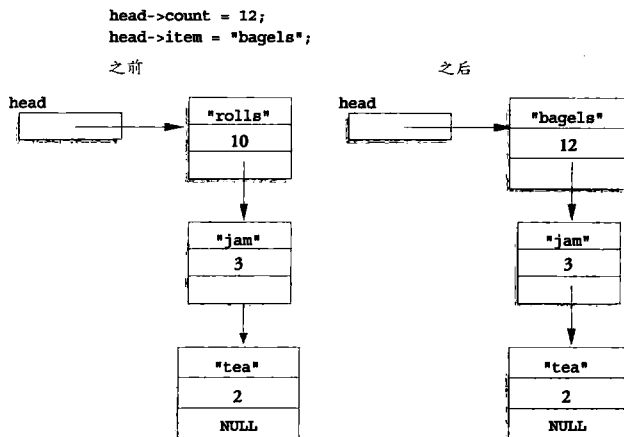 head->count = 12;
head->item = "bagels";
之前
之后
head
"rolls"
10
"jam"
3
"tea"
2
NULL
head
"bagels"
12
"jam"
3
"tea"
2
NULL